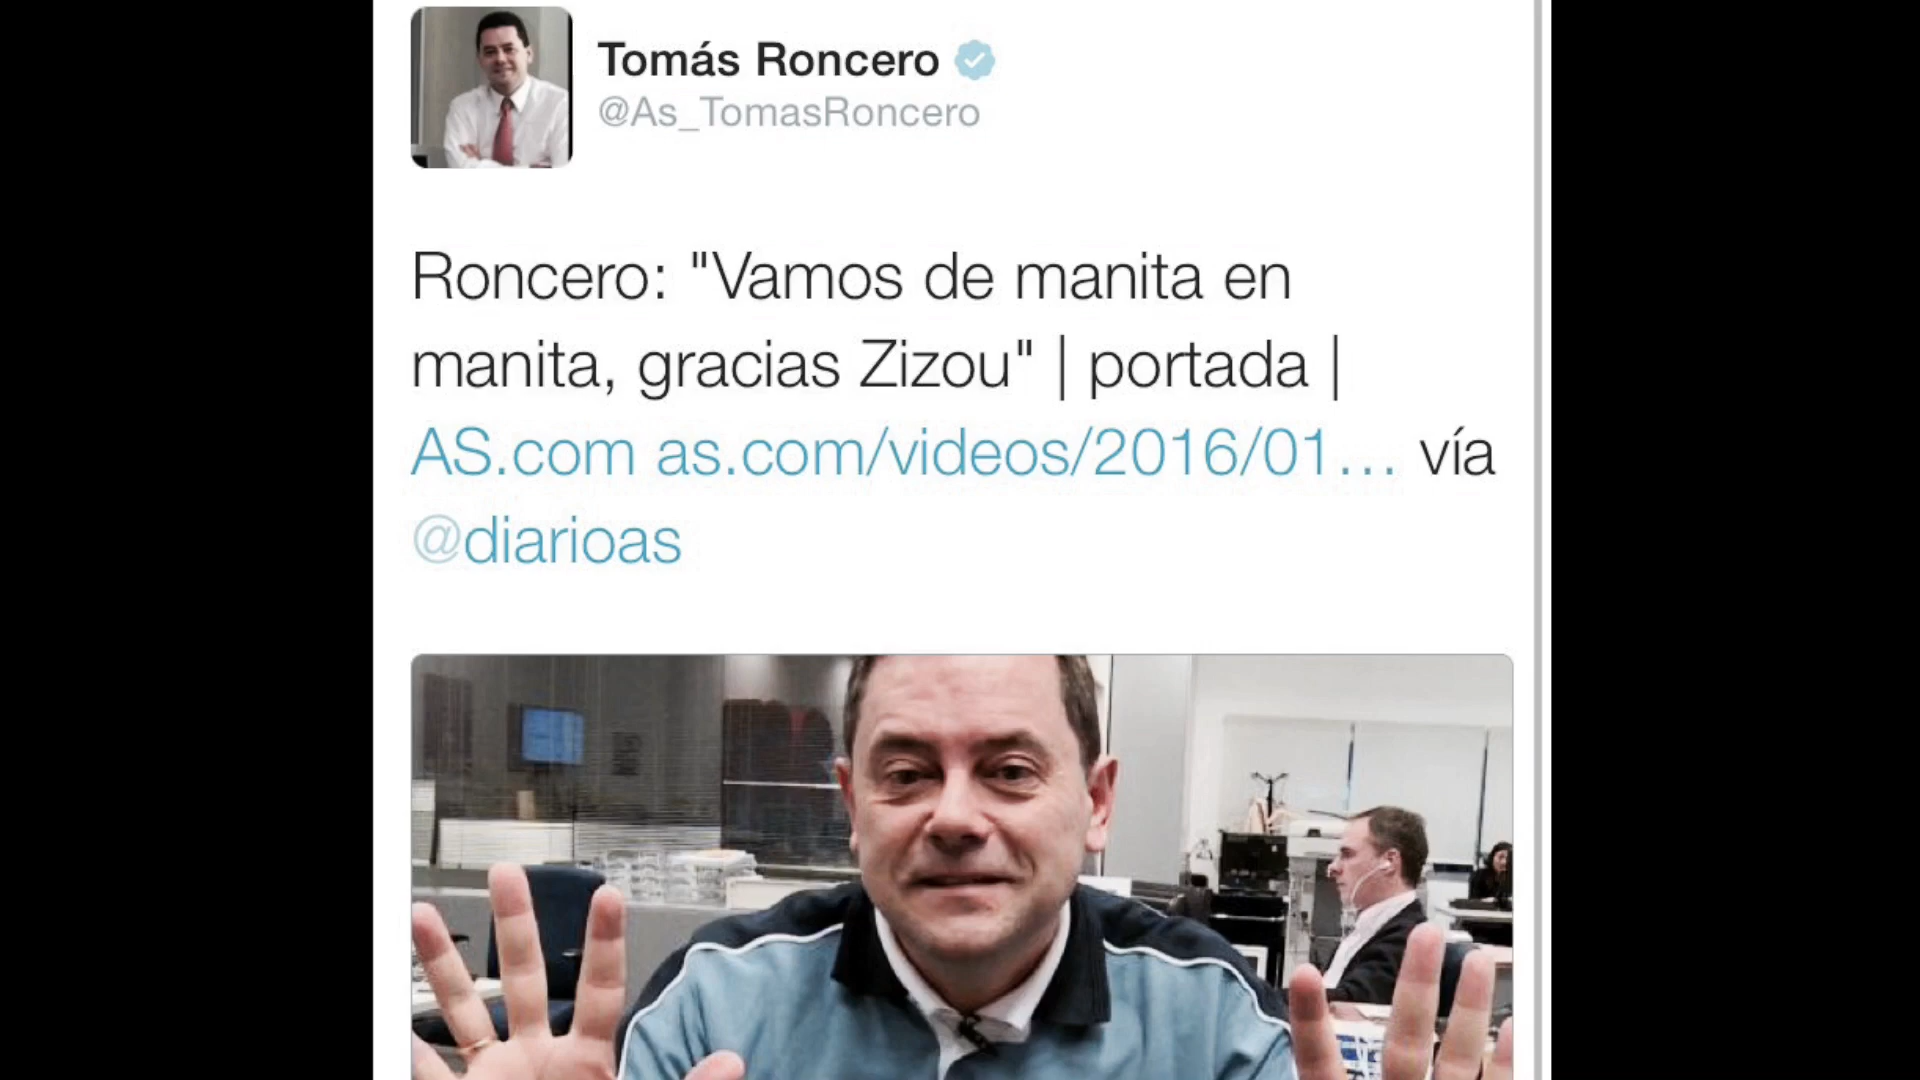 Tomás Roncero
@As_TomasRoncero
Roncero: "Vamos de manita en
manita, gracias Zizou" | portada |
AS.com as.com/videos/2016/01... vía
@diarioas